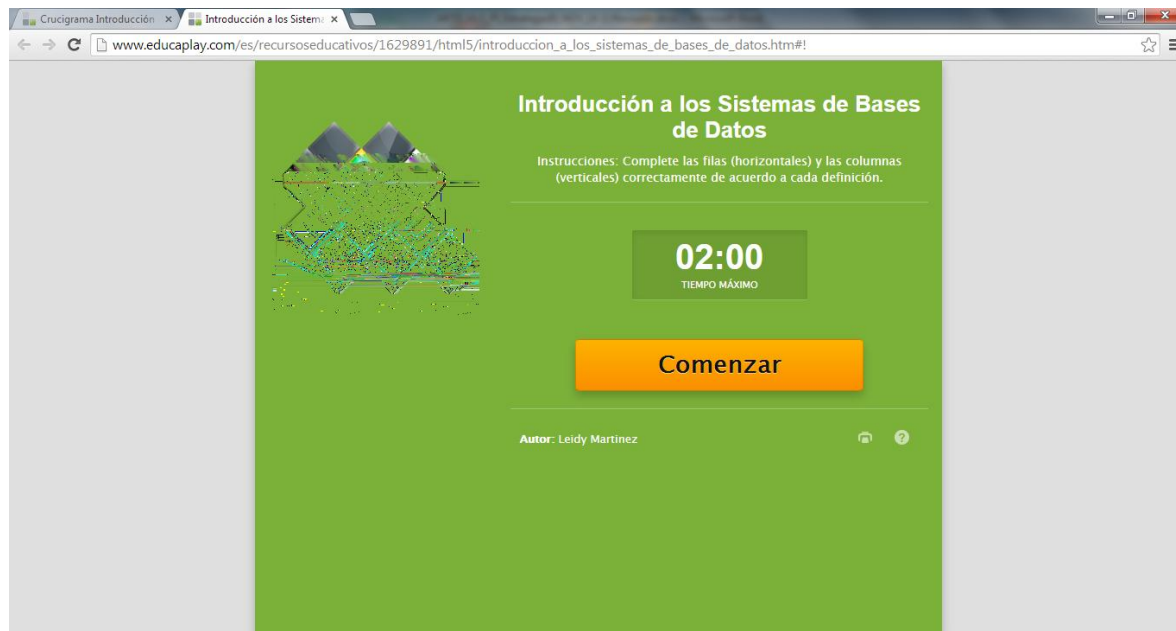 Crucigrama Introducción
Introducción a los Sistema
www.educaplay.com/es/recursoseducativos/1629891/html5/introduccion_a_los_sistemas_de_bases_de_datos.htm#!
Introducción a los Sistemas de Bases
de Datos
Instrucciones: Complete las filas (horizontales) y las columnas
(verticales) correctamente de acuerdo a cada definición.
02:00
TIEMPO MÁXIMO
Comenzar
Autor: Leidy Martinez